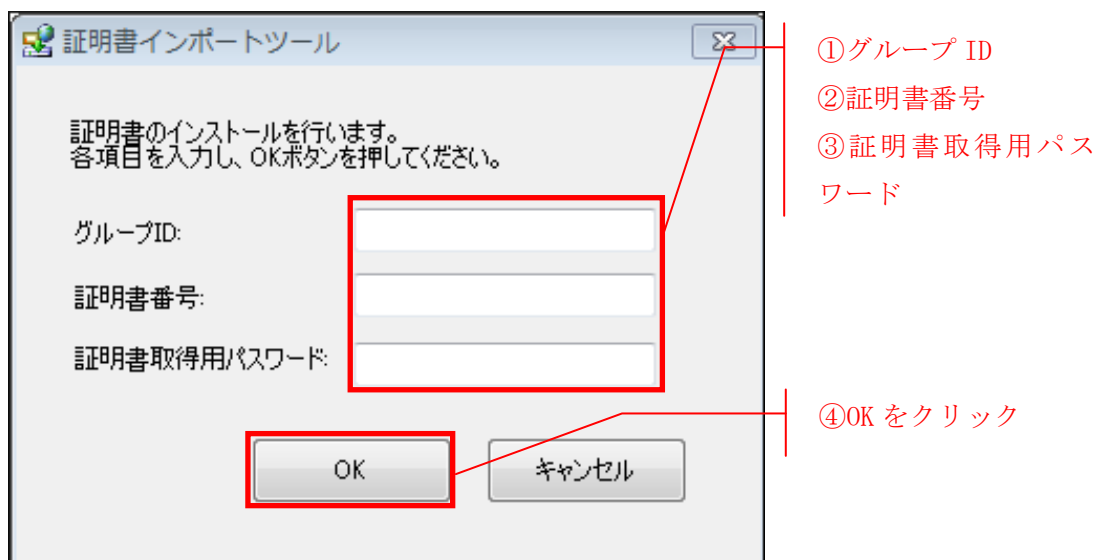 証明書インポートツール
証明書のインストールを行います。
各項目を入力し、OKボタンを押してください。
グループID:
証明書番号:
証明書取得用パスワード:
OK
キャンセル
①グループ ID
②証明書番号
③証明書取得用パス
ワード
④OK をクリック